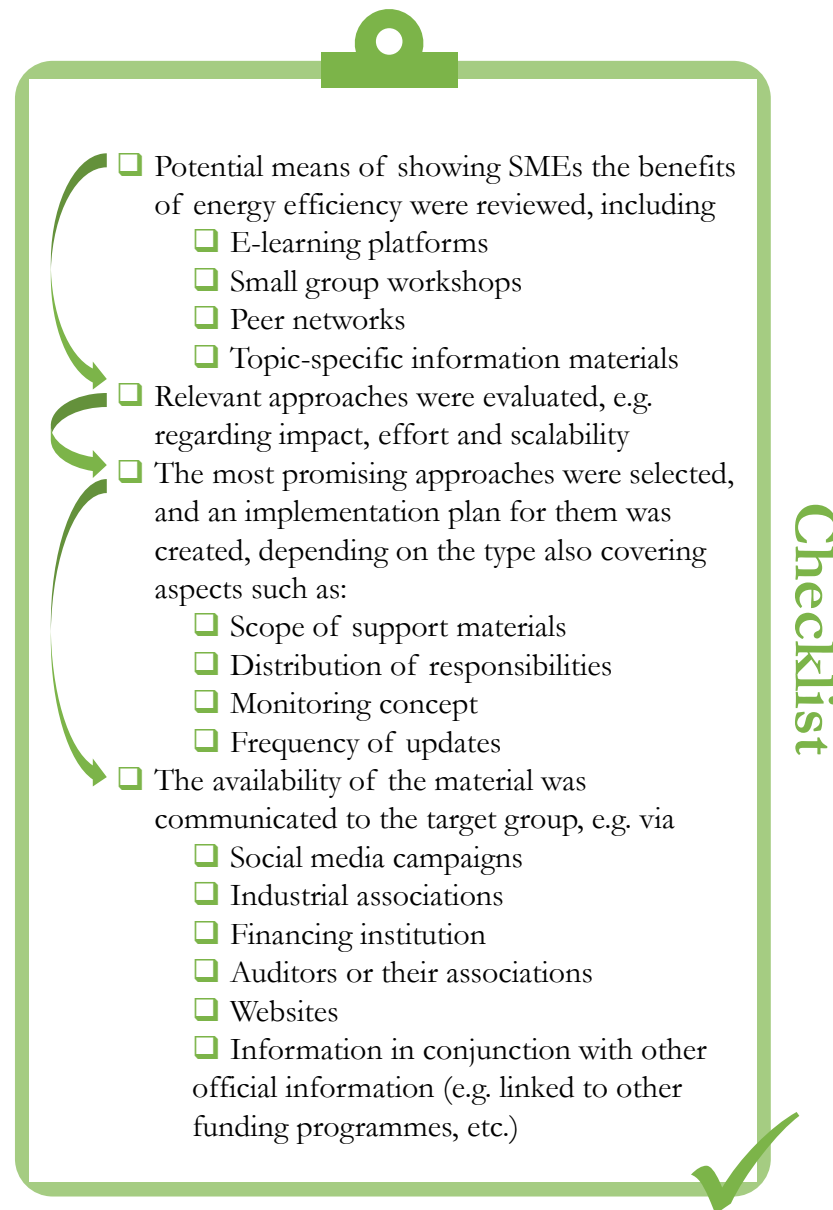 Potential means of showing SMEs the benefits
of energy efficiency were reviewed, including
E-learning platforms
Small group workshops
Peer networks
Topic-specific information materials
Relevant approaches were evaluated, e.g.
regarding impact, effort and scalability
The most promising approaches were selected,
and an implementation plan for them was
created, depending on the type also covering
aspects such as:
Scope of support materials
Distribution of responsibilities
Monitoring concept
Frequency of updates
The availability of the material was
communicated to the target group, e.g. via
Social media campaigns
Industrial associations
Financing institution
Auditors or their associations
Websites
Information in conjunction with other
official information (e.g. linked to other
funding programmes, etc.)
Checklist